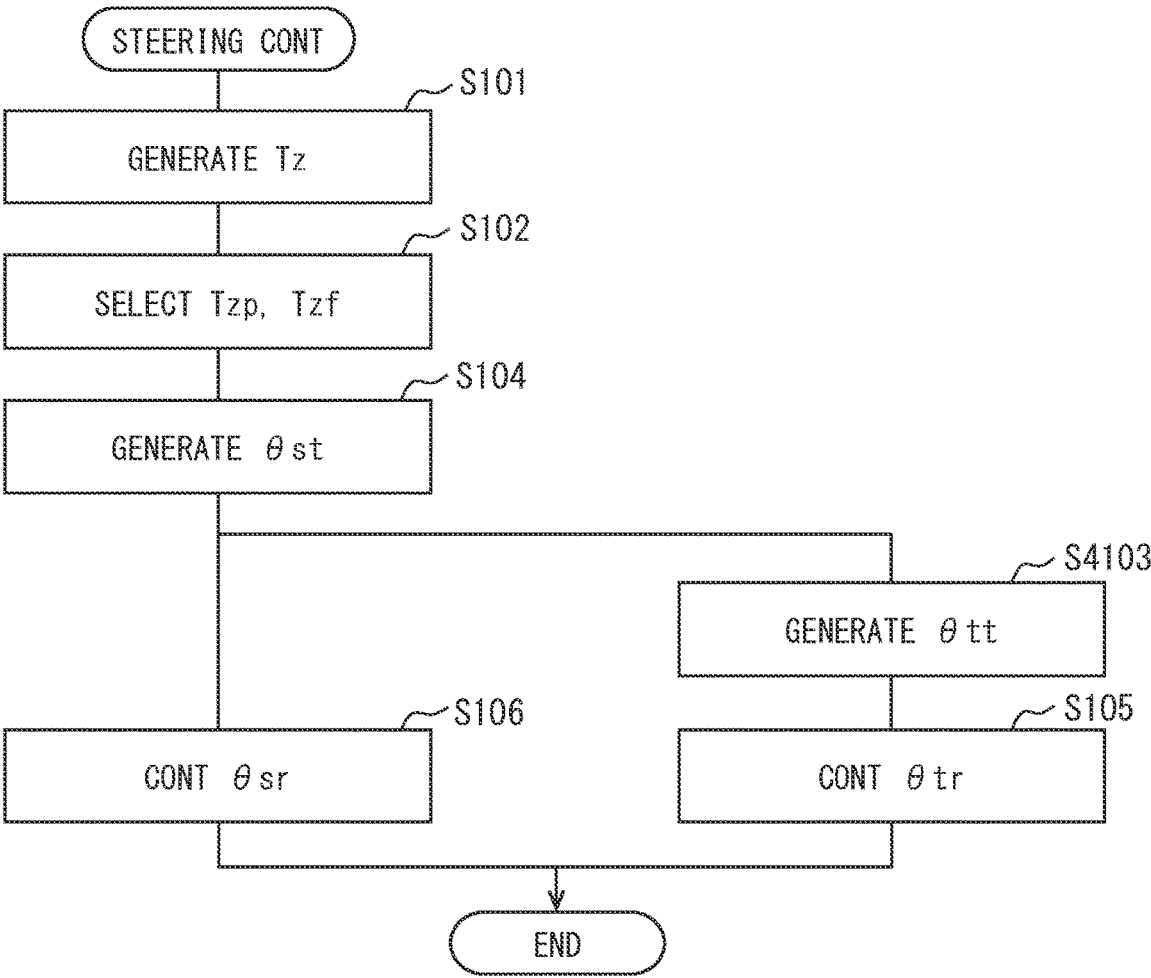 STEERING CONT
S101
GENERATE Tz
S102
SELECT Tzp, Tzf
S104
GENERATE θst
S4103
GENERATE θtt
S106
CONT θsr
S105
CONT θtr
END